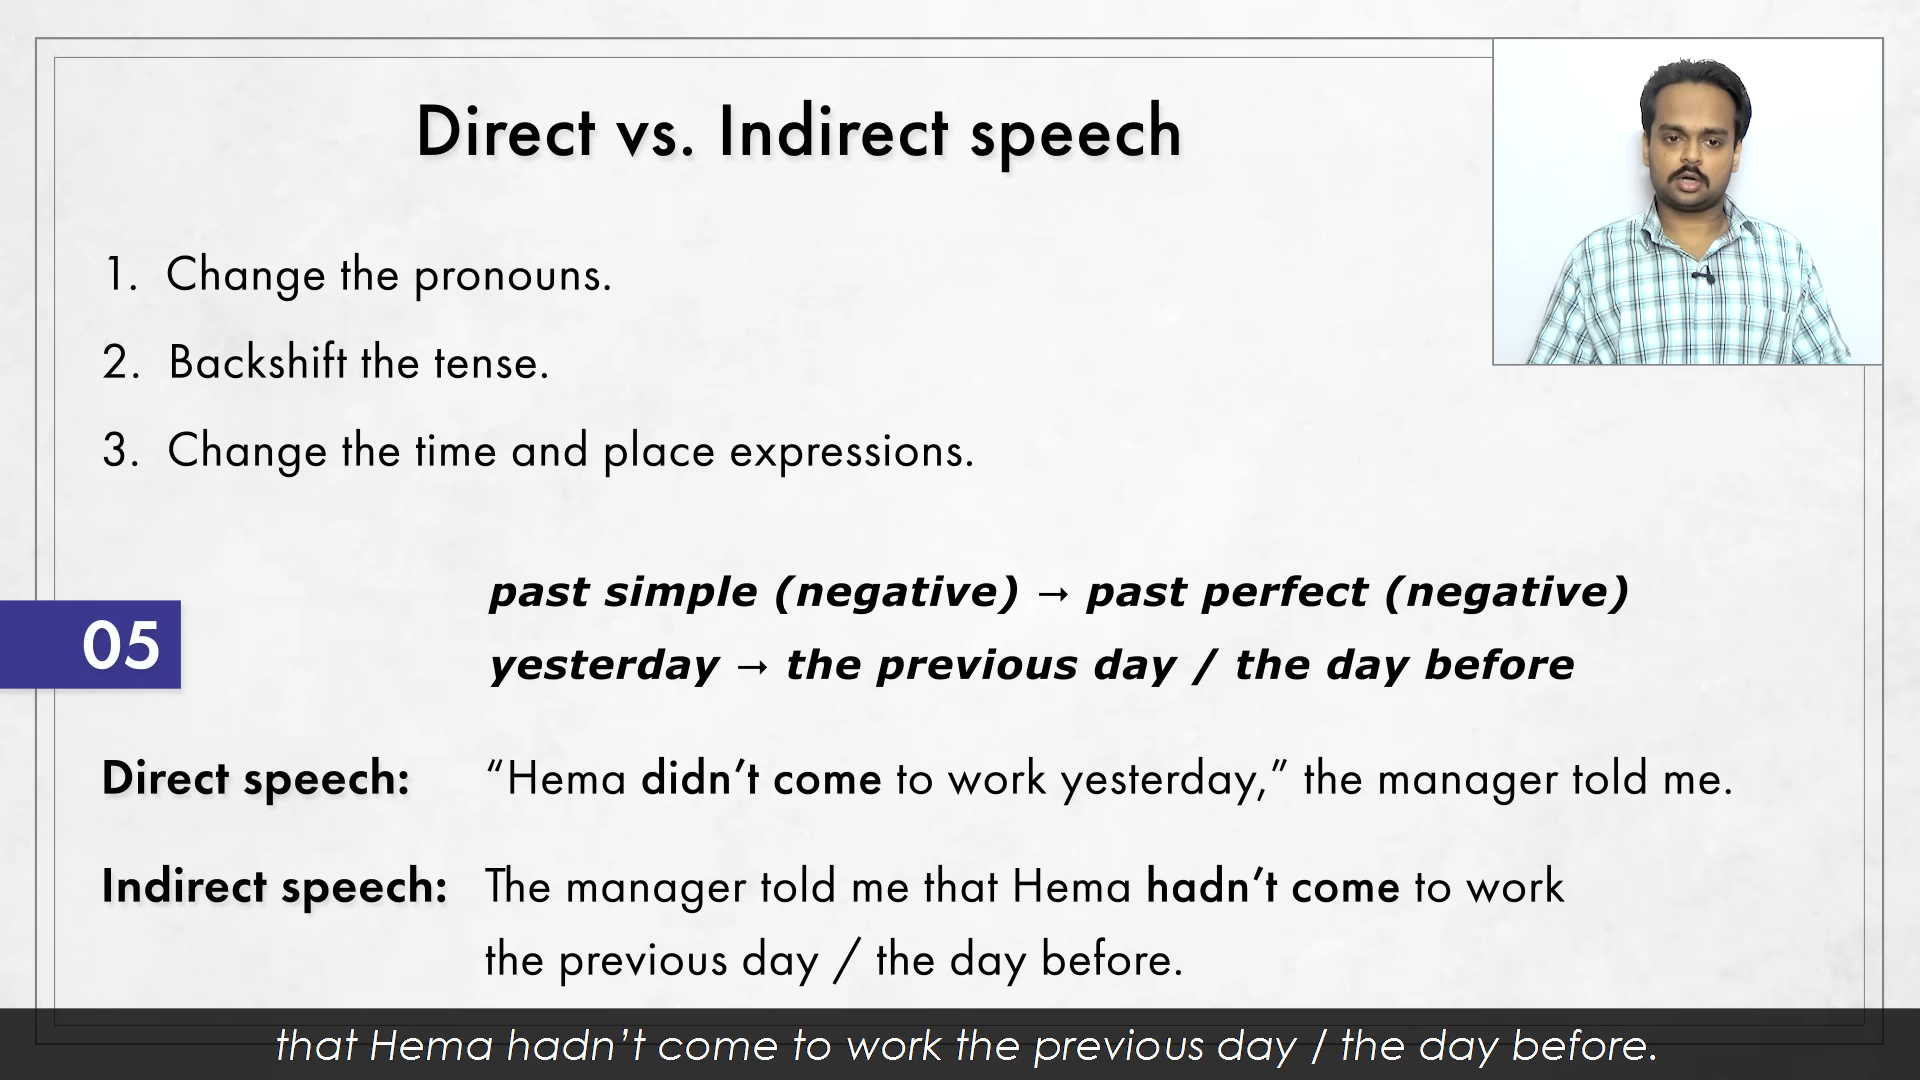 Direct vs. Indirect speech
1. Change the pronouns.
2. Backshift the tense.
3. Change the time and place expressions.
past simple (negative) → past perfect (negative)
05
yesterday → the previous day / the day before
Direct speech: “Hema didn’t come to work yesterday,” the manager told me.
Indirect speech: The manager told me that Hema hadn’t come to work
the previous day / the day before.
that Hema hadn’t come to work the previous day / the day before.